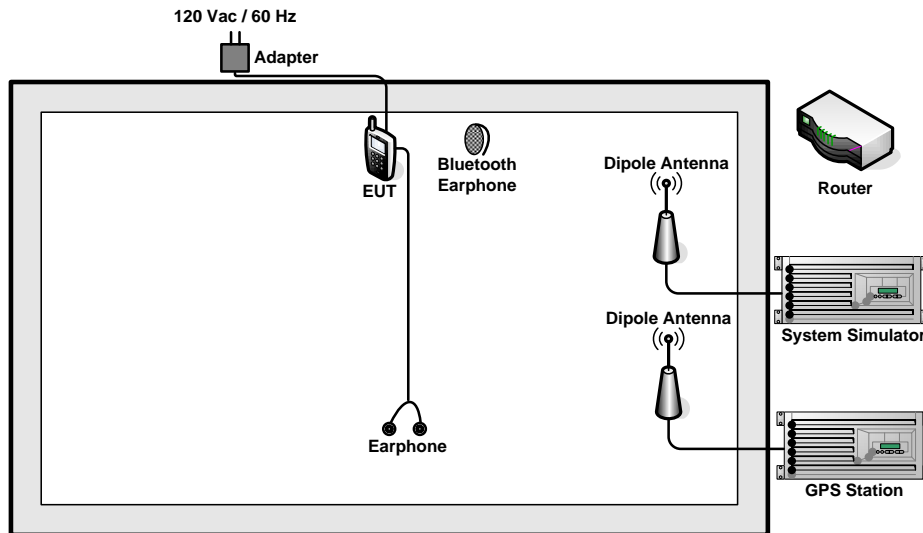 120 Vac / 60 Hz
Adapter
EUT
Bluetooth
Earphone
Dipole Antenna
Router
System Simulator
Dipole Antenna
Earphone
GPS Station